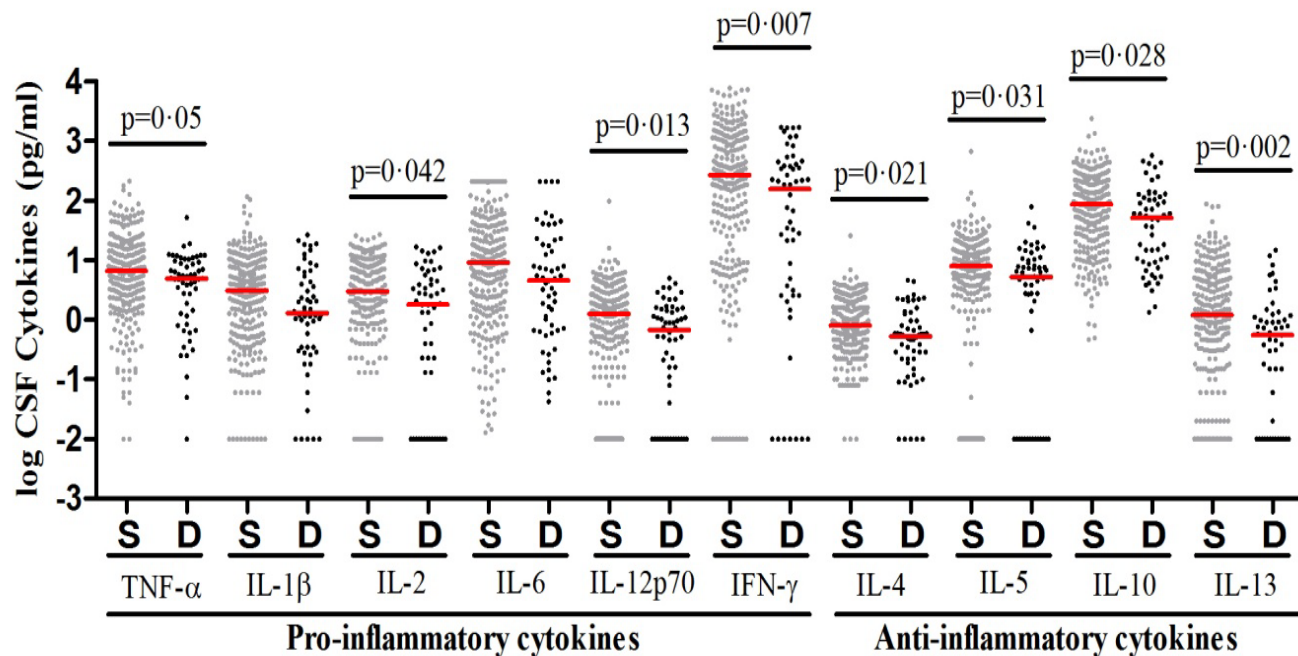 p=0·007
p=0·028
4
p=0·05
p=0·031
3
p=0·013
p=0·002
p=0·042
p=0·021
2
1
0
-1
-2
-3
log CSF Cytokines (pg/ml)
S D S D S D S D S D S D S D S D S D S D
TNF-α IL-1β IL-2 IL-6 IL-12p70 IFN-γ IL-4 IL-5 IL-10 IL-13
Pro-inflammatory cytokines Anti-inflammatory cytokines